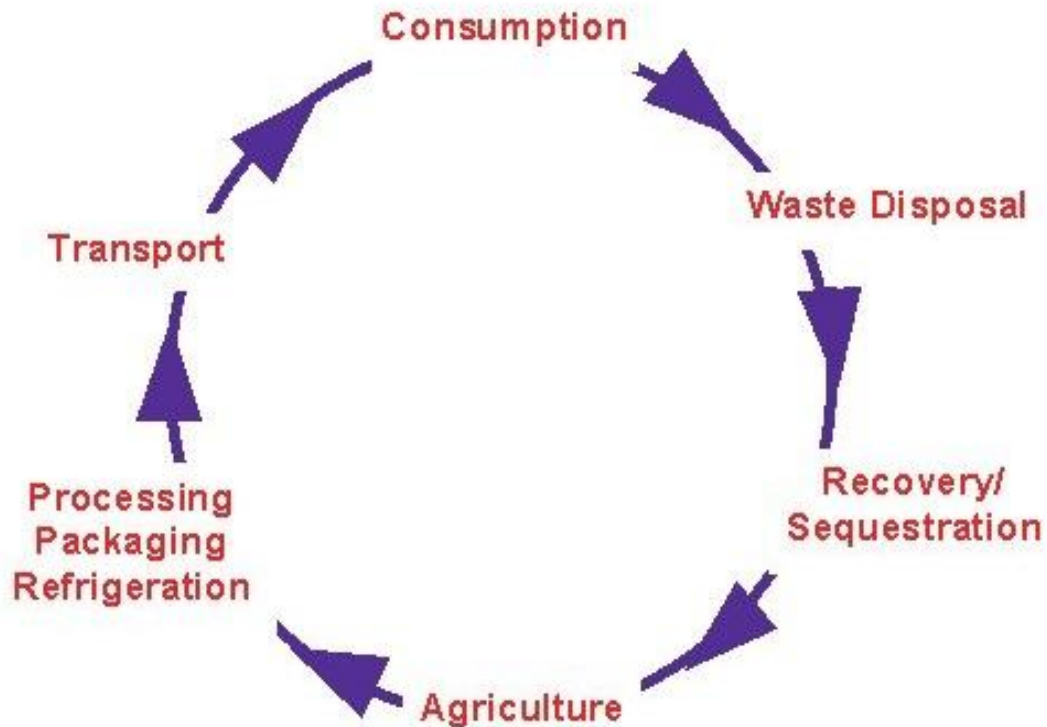 Consumption
Waste Disposal
Recovery/
Sequestration
Agriculture
Processing
Packaging
Refrigeration
Transport